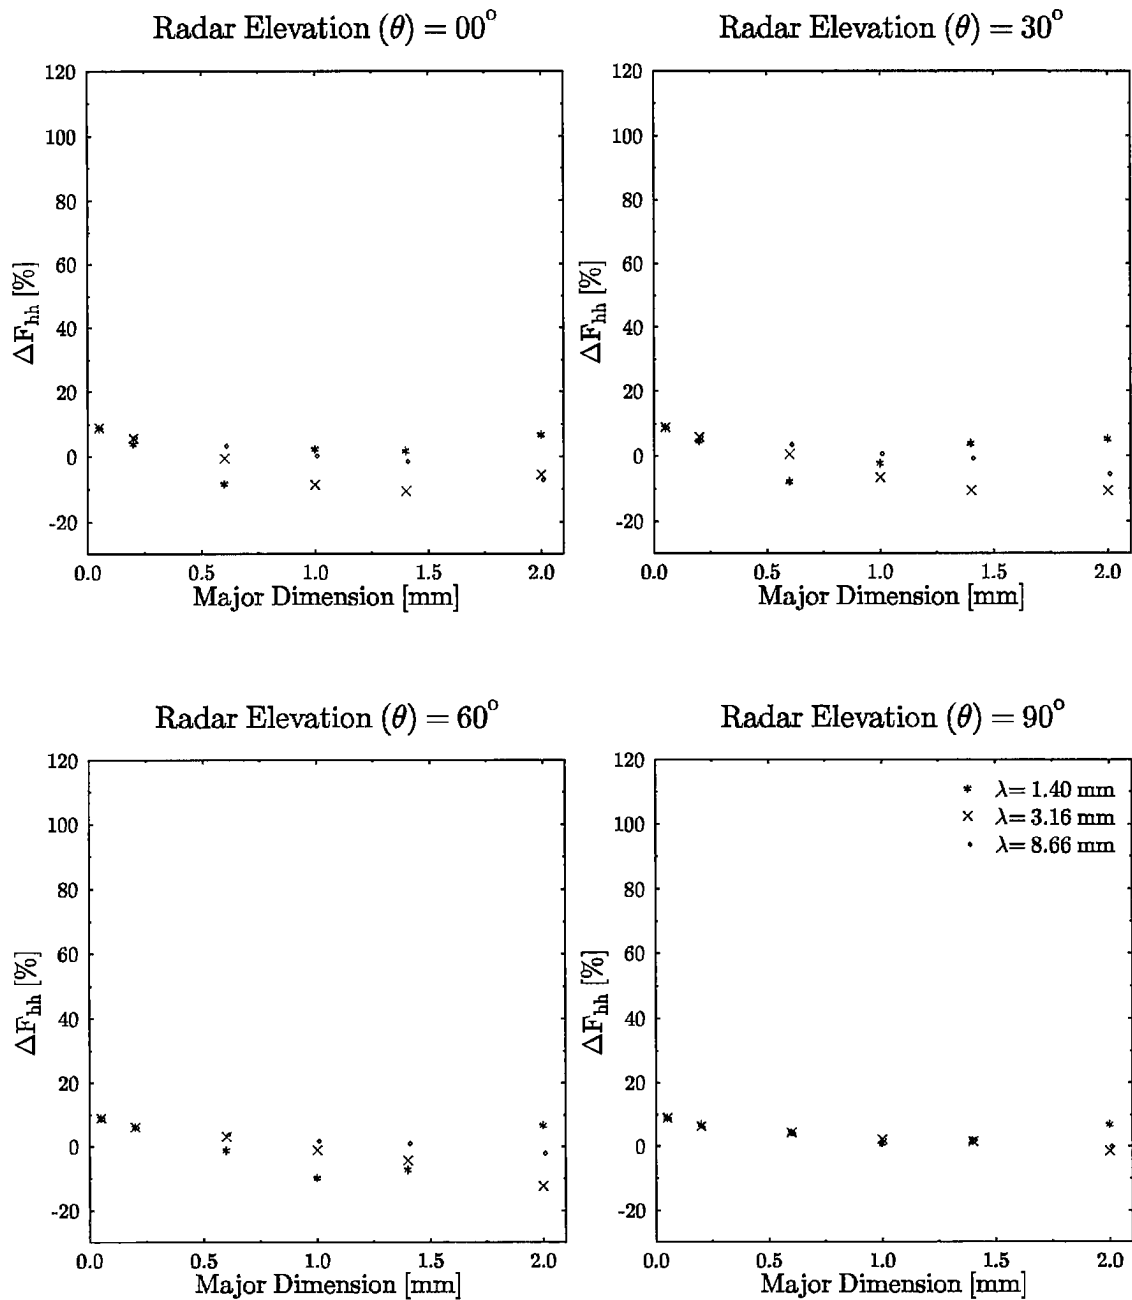 Radar Elevation (θ) = 00°
120
100
80
60
40
20
0
-20
ΔF_hh [%]
0.0 0.5 1.0 1.5 2.0
Major Dimension [mm]
Radar Elevation (θ) = 30°
120
100
80
60
40
20
0
-20
ΔF_hh [%]
0.0 0.5 1.0 1.5 2.0
Major Dimension [mm]
Radar Elevation (θ) = 60°
120
100
80
60
40
20
0
-20
ΔF_hh [%]
0.0 0.5 1.0 1.5 2.0
Major Dimension [mm]
Radar Elevation (θ) = 90°
λ= 1.40 mm
λ= 3.16 mm
λ= 8.66 mm
120
100
80
60
40
20
0
-20
ΔF_hh [%]
0.0 0.5 1.0 1.5 2.0
Major Dimension [mm]